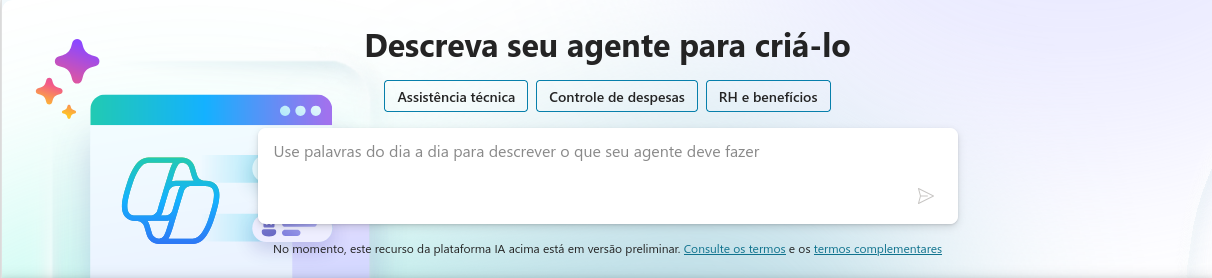 Descreva seu agente para criá-lo
Assistência técnica
Controle de despesas
RH e benefícios
Use palavras do dia a dia para descrever o que seu agente deve fazer
No momento, este recurso da plataforma IA acima está em versão preliminar. Consulte os termos e os termos complementares